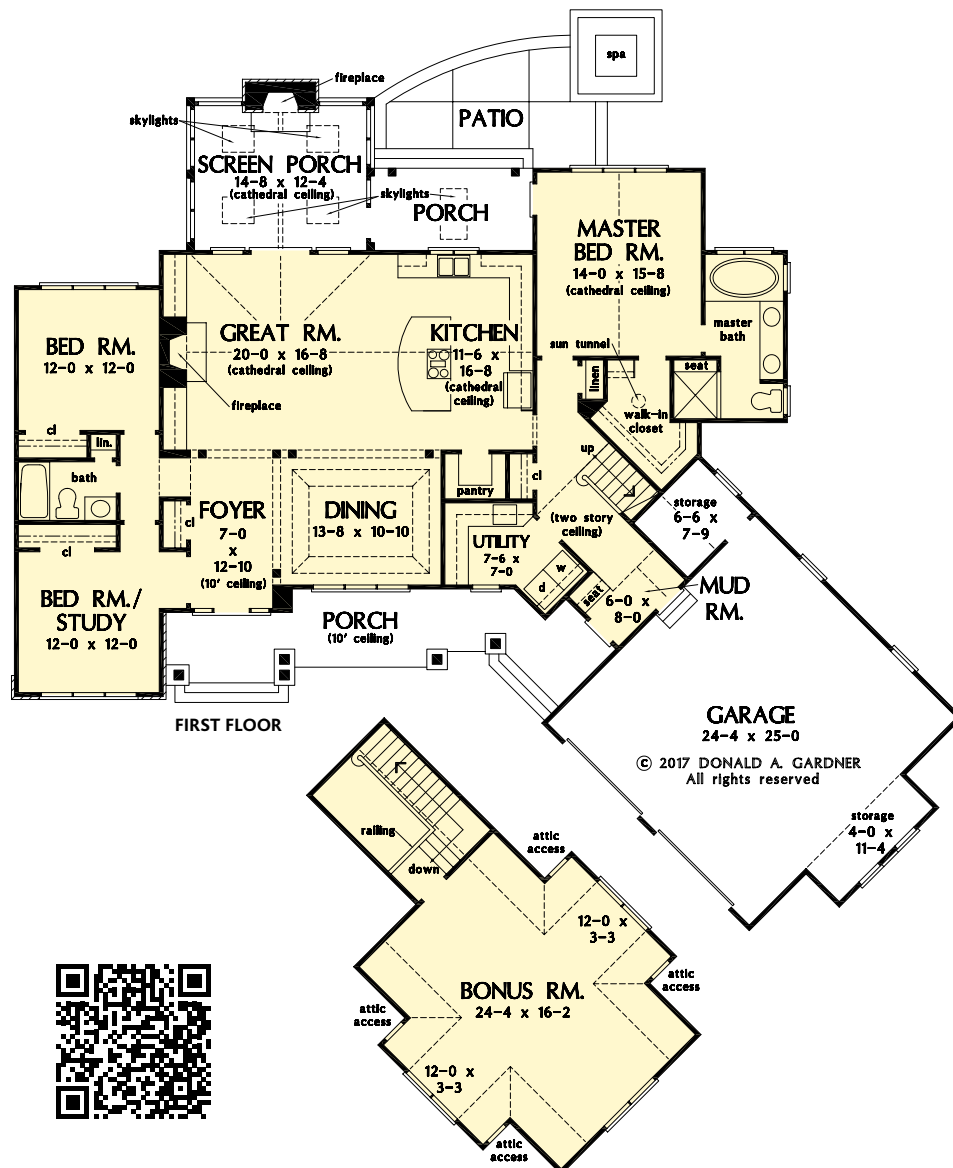 spa
fireplace
skylights
PATIO
SCREEN PORCH
14-8 x 12-4
(cathedral ceiling)
skylights
PORCH
MASTER
BED RM.
14-0 x 15-8
(cathedral ceiling)
master
bath
BED RM.
12-0 x 12-0
GREAT RM.
20-0 x 16-8
(cathedral ceiling)
KITCHEN
11-6 x
16-8
(cathedral
ceiling)
sun tunnel
seat
linen
fireplace
walk-in
closet
cl
lin.
up
bath
pantry
cl
storage
6-6 x
7-9
cl
FOYER
7-0
x
12-10
(10' ceiling)
DINING
13-8 x 10-10
(two story
ceiling)
UTILITY
7-6 x
7-0
cl
w
d
seat
6-0 x
8-0
MUD
RM.
BED RM./
STUDY
12-0 x 12-0
PORCH
(10' ceiling)
FIRST FLOOR
GARAGE
24-4 x 25-0
© 2017 DONALD A. GARDNER
All rights reserved
storage
4-0 x
11-4
railing
down
attic
access
12-0 x
3-3
attic
access
BONUS RM.
24-4 x 16-2
attic
access
12-0 x
3-3
attic
access